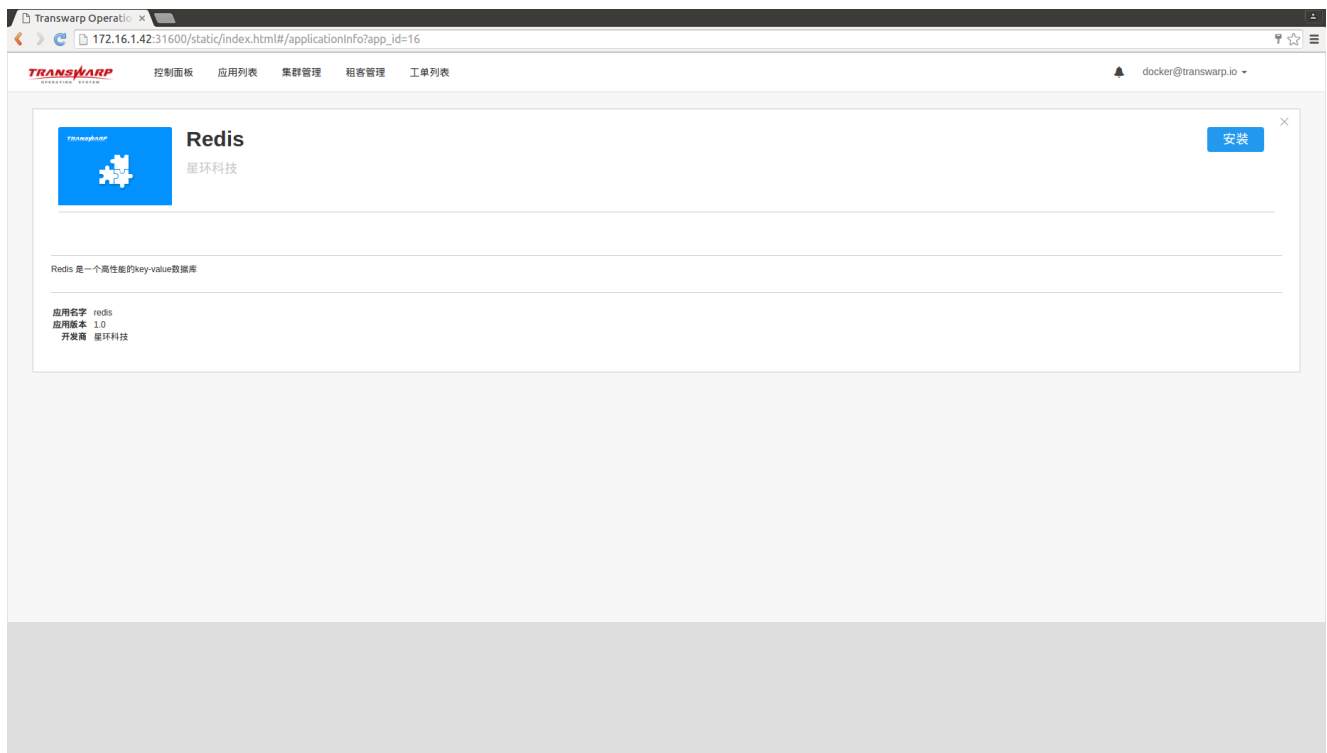 Transwarp Operatio
172.16.1.42:31600/static/index.html#/applicationInfo?app_id=16
TRANSWARP
OPERATING SYSTEM
控制面板 应用列表 集群管理 租客管理 工单列表 docker@transwarp.io
TRANSWARP
Redis
安装
星环科技
Redis 是一个高性能的key-value数据库
应用名字 redis
应用版本 1.0
开发商 星环科技